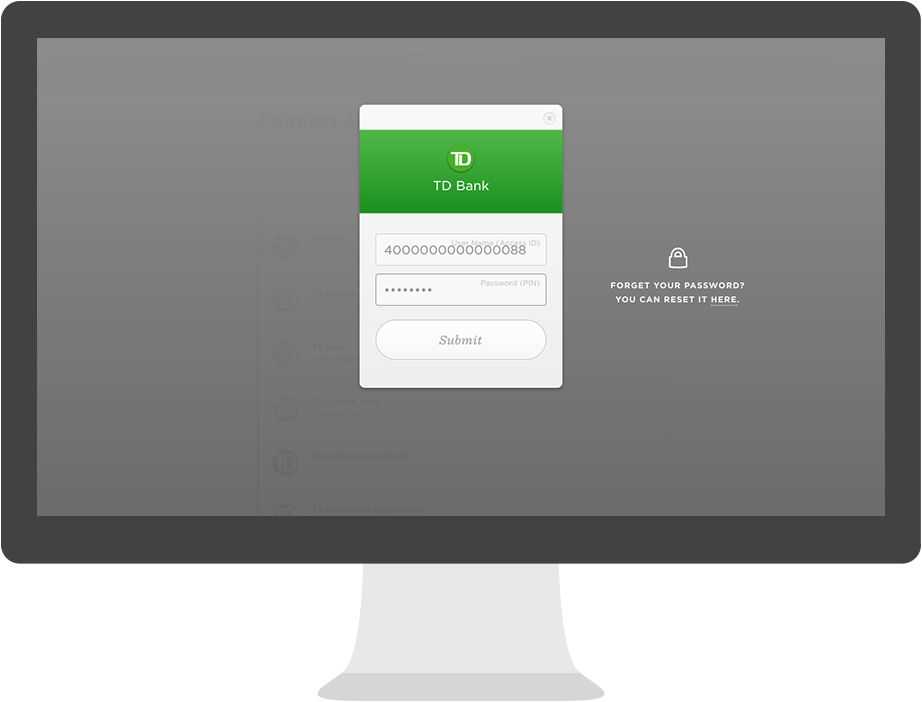 Connect A
TD
TD Bank
User Name (Access ID)
4000000000000088
Password (PIN)
••••••••
Submit
FORGET YOUR PASSWORD?
YOU CAN RESET IT HERE.
TD
TD Bank
TD Canada Trust
TD Bank BusinessDirect
TD Ameritrade Institutional